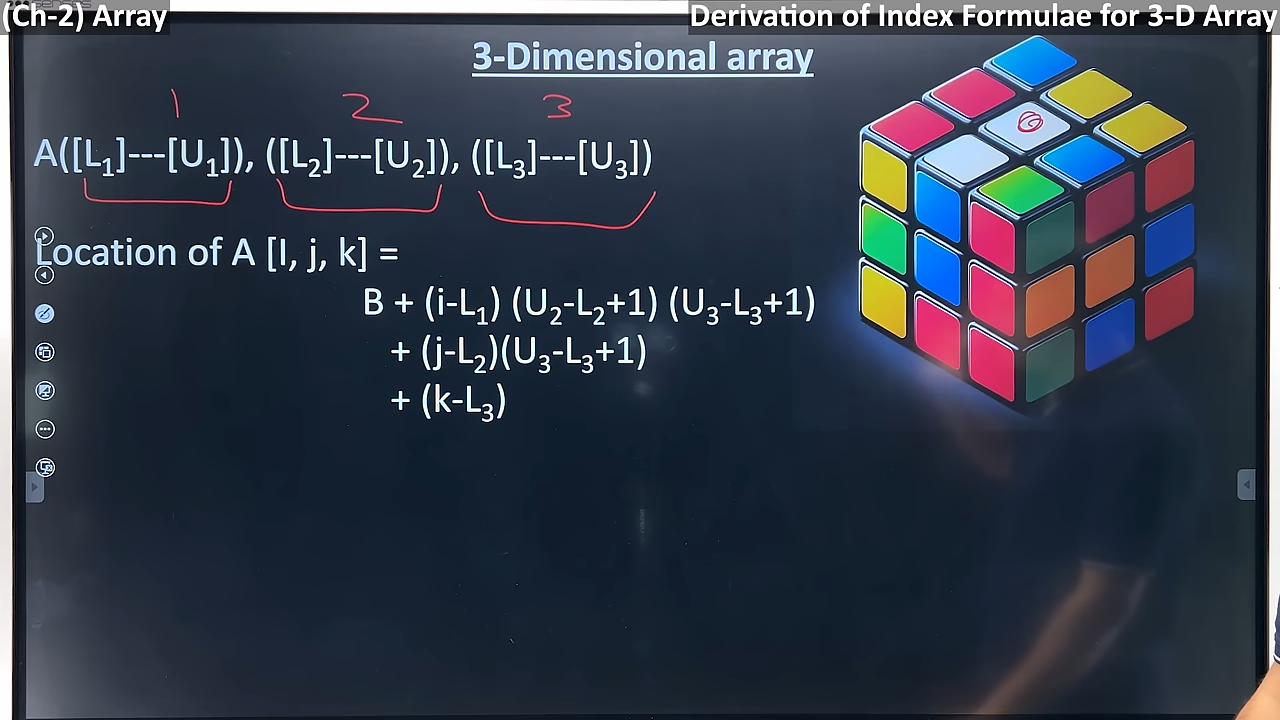 (Ch-2) Array
Derivation of Index Formulae for 3-D Array
3-Dimensional array
1 2 3
A([L₁]---[U₁]), ([L₂]---[U₂]), ([L₃]---[U₃])
Location of A [I, j, k] =
B + (i-L₁) (U₂-L₂+1) (U₃-L₃+1)
+ (j-L₂)(U₃-L₃+1)
+ (k-L₃)